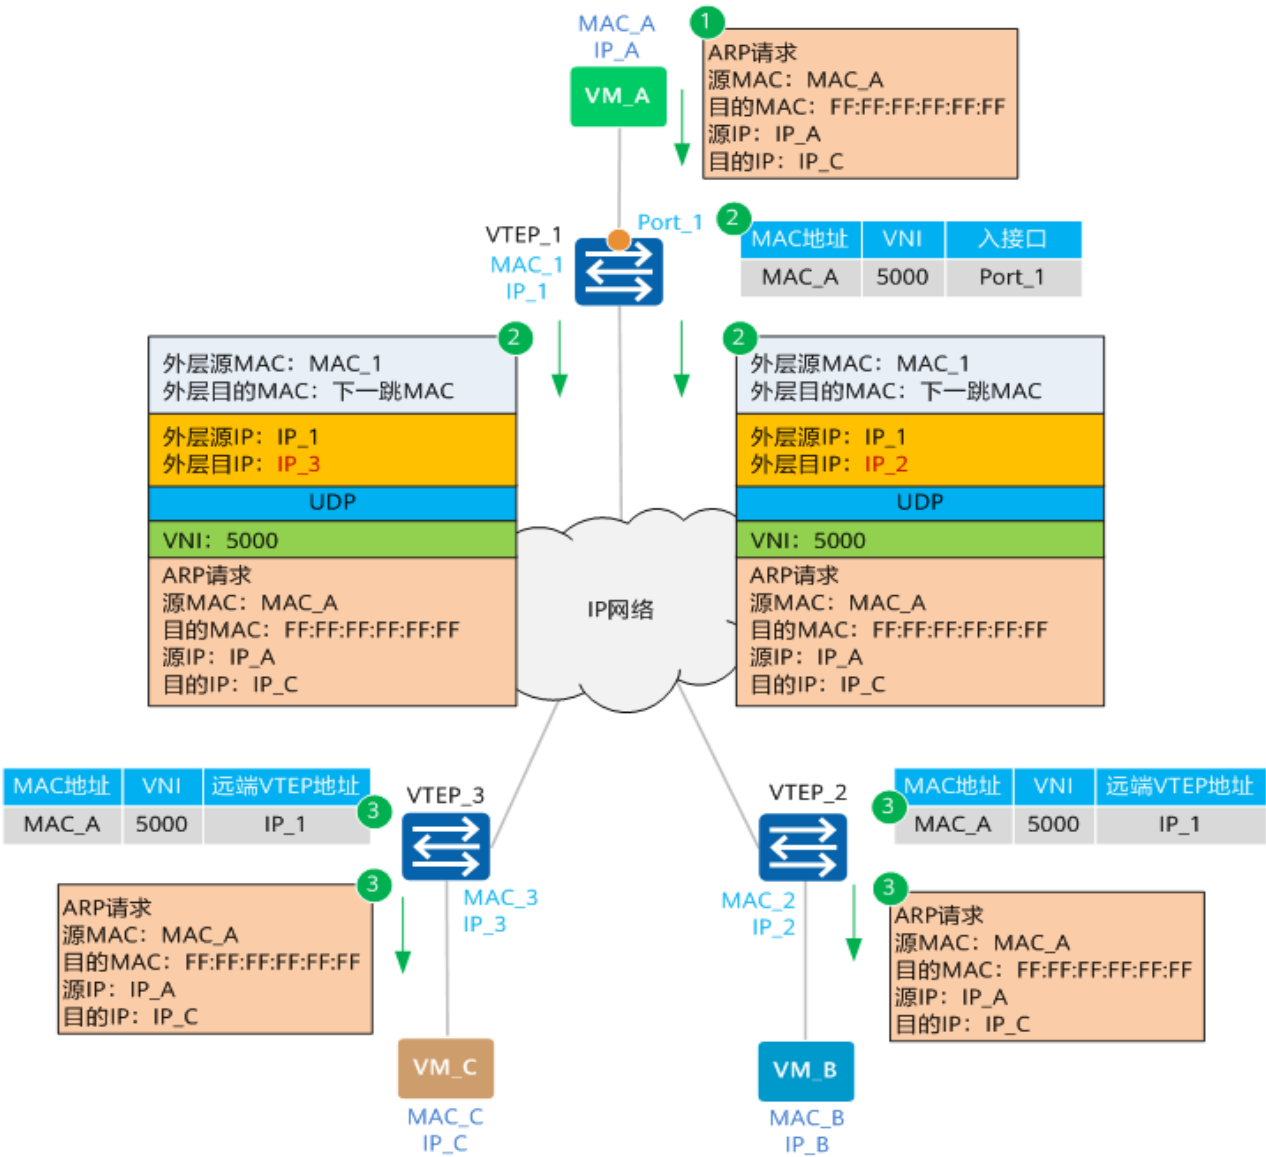 MAC_A
IP_A
VM_A
1
ARP请求
源MAC：MAC_A
目的MAC：FF:FF:FF:FF:FF:FF
源IP：IP_A
目的IP：IP_C
VTEP_1
MAC_1
IP_1
Port_1
2
MAC地址 VNI 入接口
MAC_A 5000 Port_1
2
外层源MAC：MAC_1
外层目的MAC：下一跳MAC
外层源IP：IP_1
外层目IP：IP_3
UDP
VNI：5000
ARP请求
源MAC：MAC_A
目的MAC：FF:FF:FF:FF:FF:FF
源IP：IP_A
目的IP：IP_C
2
外层源MAC：MAC_1
外层目的MAC：下一跳MAC
外层源IP：IP_1
外层目IP：IP_2
UDP
VNI：5000
ARP请求
源MAC：MAC_A
目的MAC：FF:FF:FF:FF:FF:FF
源IP：IP_A
目的IP：IP_C
IP网络
MAC地址 VNI 远端VTEP地址
MAC_A 5000 IP_1
3
VTEP_3
MAC_3
IP_3
3
ARP请求
源MAC：MAC_A
目的MAC：FF:FF:FF:FF:FF:FF
源IP：IP_A
目的IP：IP_C
VM_C
MAC_C
IP_C
VTEP_2
MAC_2
IP_2
3
MAC地址 VNI 远端VTEP地址
MAC_A 5000 IP_1
3
ARP请求
源MAC：MAC_A
目的MAC：FF:FF:FF:FF:FF:FF
源IP：IP_A
目的IP：IP_C
VM_B
MAC_B
IP_B